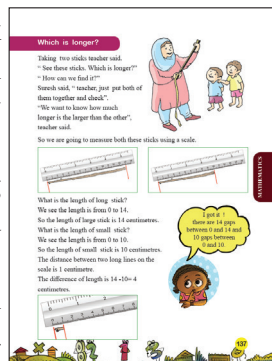 Which is longer?
Taking two sticks teacher said.
" See these sticks. Which is longer?"
" How can we find it?"
Suresh said, " teacher, just put both of
them together and check".
"We want to know how much
longer is the larger than the other",
teacher said.
So we are going to measure both these sticks using a scale.
What is the length of long stick?
We see the length is from 0 to 14.
So the length of large stick is 14 centimetres.
What is the length of small stick?
We see the length is from 0 to 10.
So the length of small stick is 10 centimetres.
The distance between two long lines on the
scale is 1 centimetre.
The difference of length is 14 -10= 4
centimetres.
I got it !
there are 14 gaps
between 0 and 14 and
10 gaps between
0 and 10.
MATHEMATICS
137